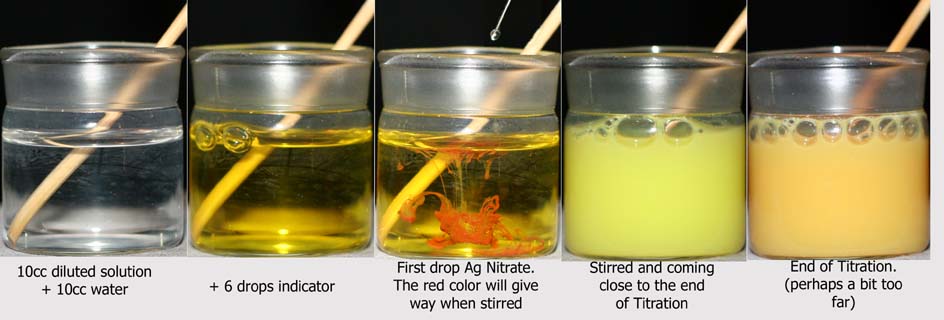 10cc diluted solution
+ 10cc water
+ 6 drops indicator
First drop Ag Nitrate.
The red color will give
way when stirred
Stirred and coming
close to the end
of Titration
End of Titration.
(perhaps a bit too
far)